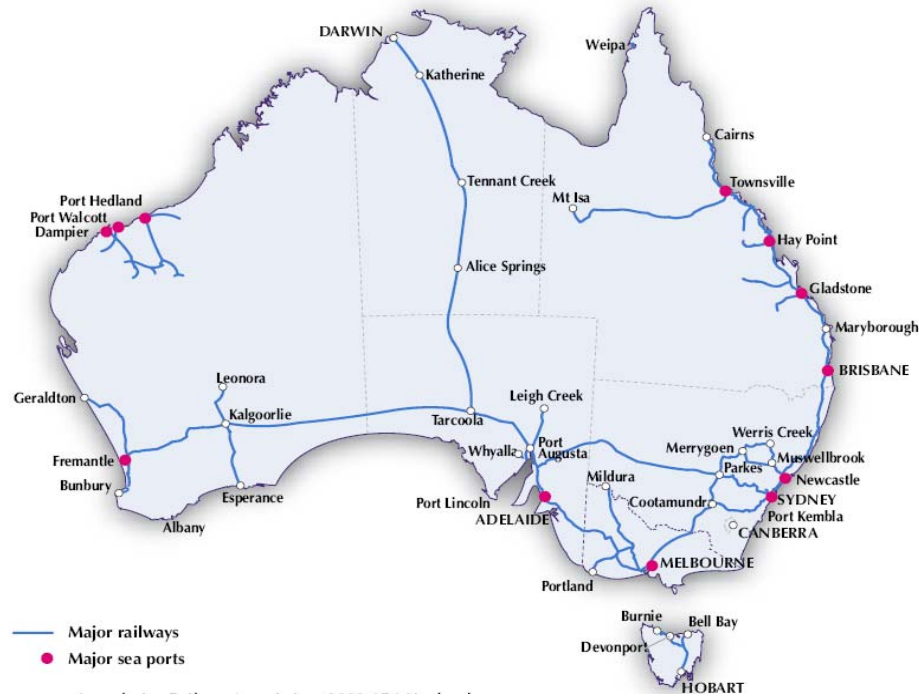 DARWIN
Weipa
Katherine
Cairns
Tennant Creek
Townsville
Mt Isa
Port Hedland
Port Walcott
Dampier
Hay Point
Alice Springs
Gladstone
Maryborough
BRISBANE
Leonora
Geraldton
Leigh Creek
Kalgoorlie
Tarcoola
Werris Creek
Port
Augusta
Merrygoen
Whyalla
Muswellbrook
Fremantle
Parkes
Mildura
Newcastle
Bunbury
Esperance
Port Lincoln
Cootamundr
SYDNEY
Albany
ADELAIDE
Port Kembla
CANBERRA
MELBOURNE
Portland
Burnie
Bell Bay
Devonpor
HOBART
Major railways
Major sea ports